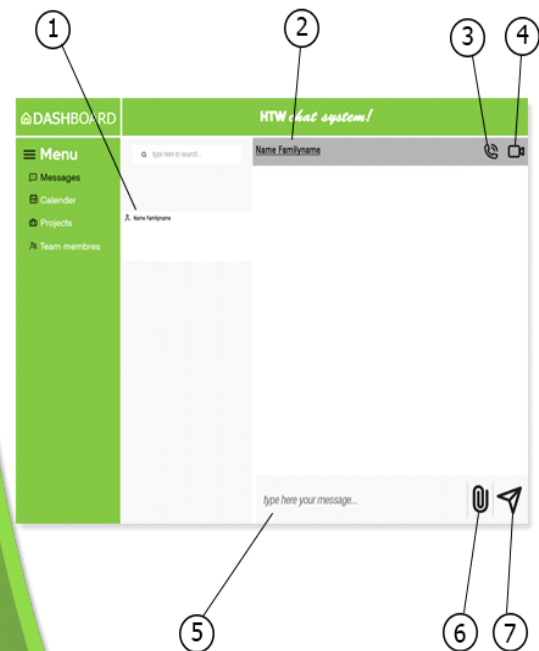 1
2
3
4
DASHBOARD
HTW chat system!
Menu
type here to search..
Name Familyname
Messages
Calender
Projects
Team membres
Name Familyname
type here your message...
5
6
7